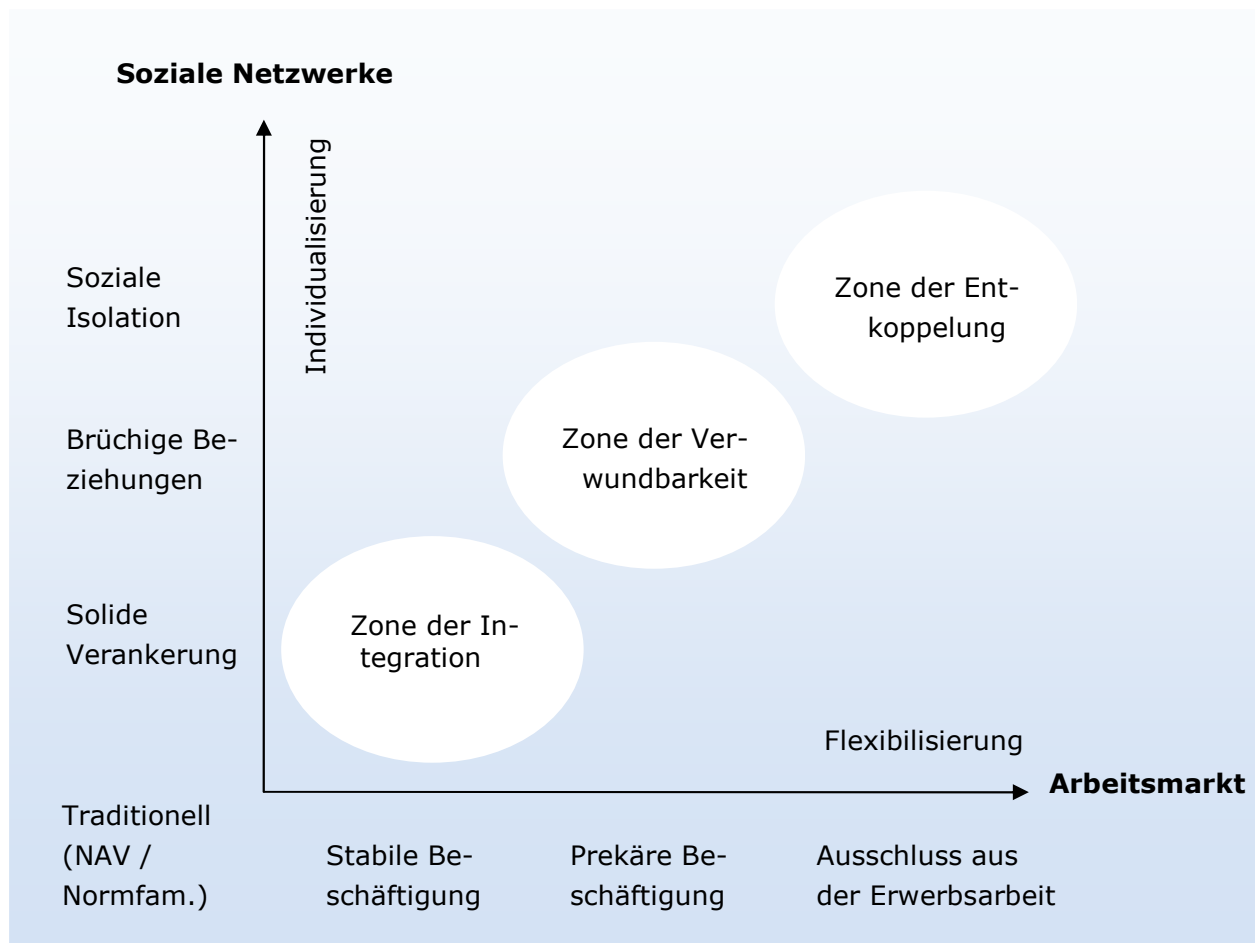 Soziale Netzwerke
Individualisierung
Soziale
Isolation
Zone der Ent-
koppelung
Brüchige Be-
ziehungen
Zone der Ver-
wundbarkeit
Solide
Verankerung
Zone der In-
tegration
Flexibilisierung
Arbeitsmarkt
Traditionell
(NAV /
Normfam.)
Stabile Be-
schäftigung
Prekäre Be-
schäftigung
Ausschluss aus
der Erwerbsarbeit